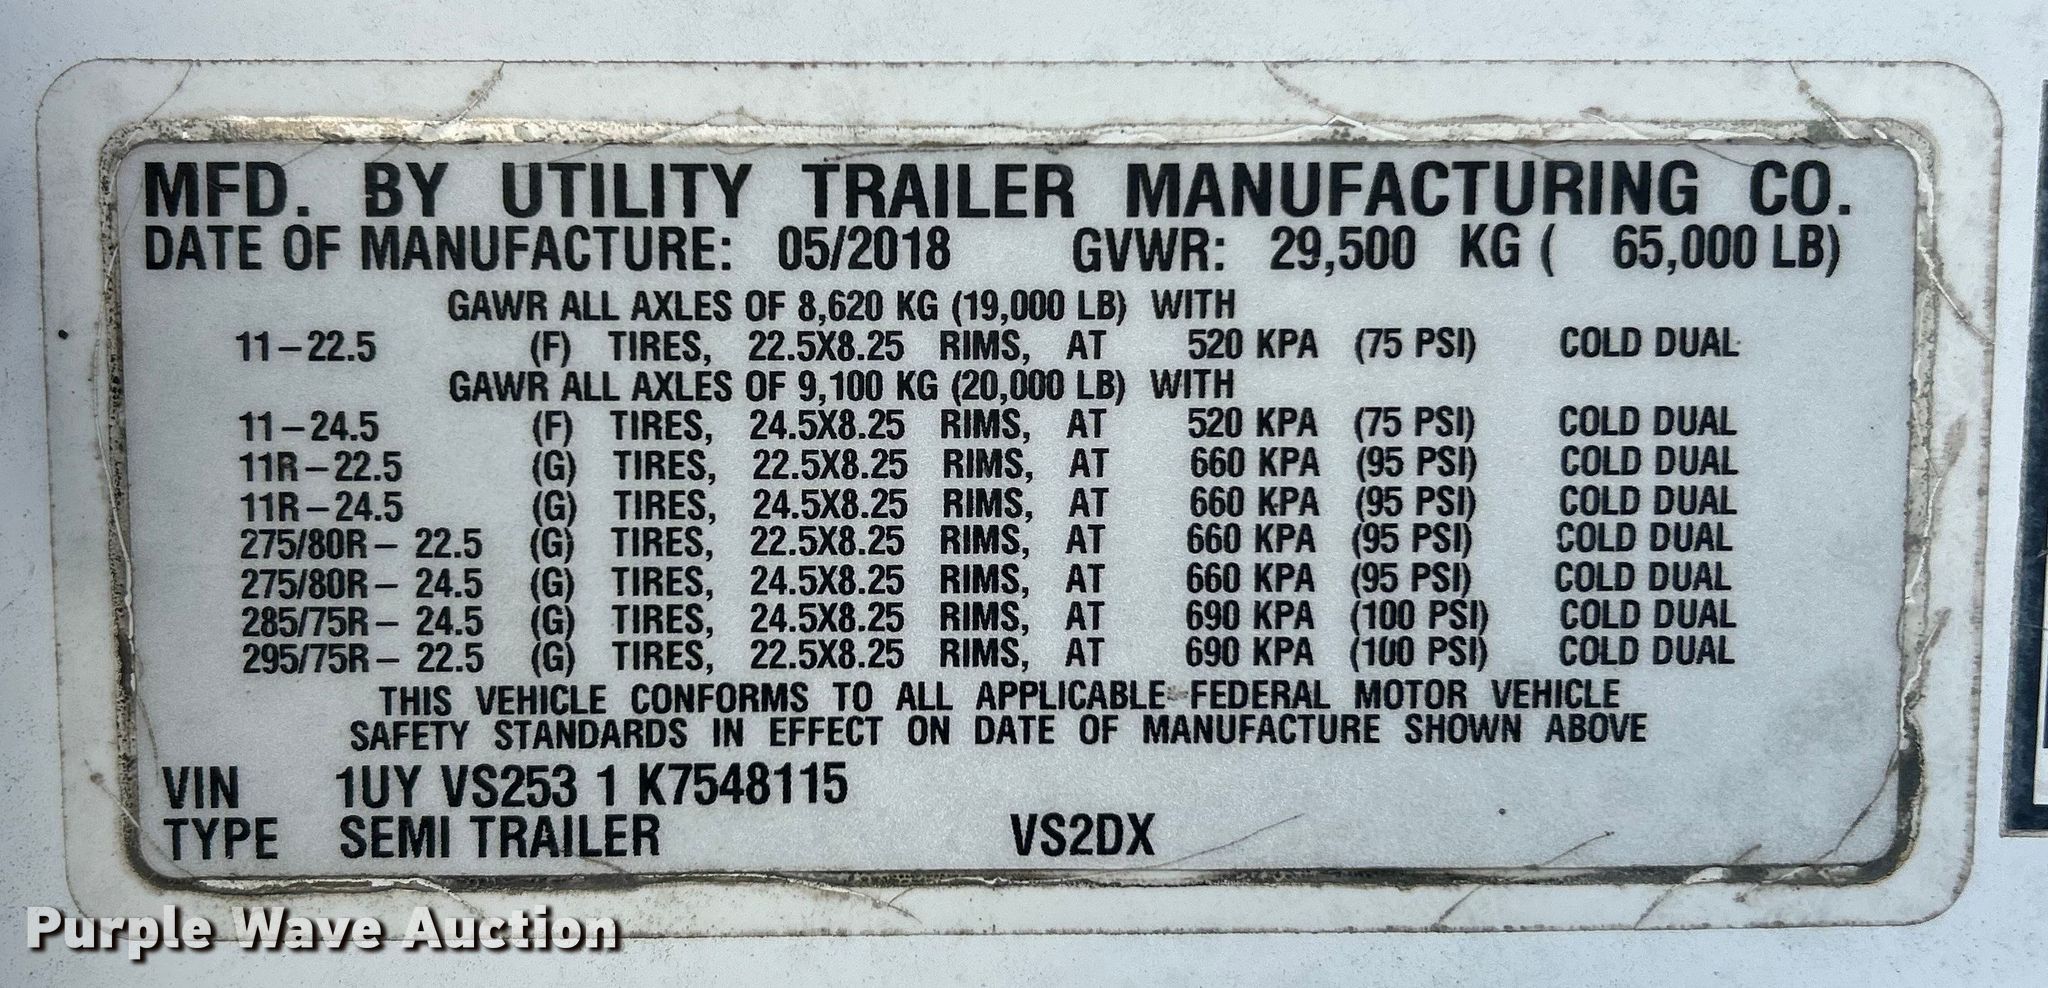 MFD. BY UTILITY TRAILER MANUFACTURING CO.
DATE OF MANUFACTURE: 05/2018 GVWR: 29,500 KG ( 65,000 LB)
GAWR ALL AXLES OF 8,620 KG (19,000 LB) WITH
11-22.5 (F) TIRES, 22.5X8.25 RIMS, AT 520 KPA (75 PSI) COLD DUAL
GAWR ALL AXLES OF 9,100 KG (20,000 LB) WITH
11-24.5 (F) TIRES, 24.5X8.25 RIMS, AT 520 KPA (75 PSI) COLD DUAL
11R-22.5 (G) TIRES, 22.5X8.25 RIMS, AT 660 KPA (95 PSI) COLD DUAL
11R-24.5 (G) TIRES, 24.5X8.25 RIMS, AT 660 KPA (95 PSI) COLD DUAL
275/80R- 22.5 (G) TIRES, 22.5X8.25 RIMS, AT 660 KPA (95 PSI) COLD DUAL
275/80R- 24.5 (G) TIRES, 24.5X8.25 RIMS, AT 660 KPA (95 PSI) COLD DUAL
285/75R- 24.5 (G) TIRES, 24.5X8.25 RIMS, AT 690 KPA (100 PSI) COLD DUAL
295/75R- 22.5 (G) TIRES, 22.5X8.25 RIMS, AT 690 KPA (100 PSI) COLD DUAL
THIS VEHICLE CONFORMS TO ALL APPLICABLE FEDERAL MOTOR VEHICLE
SAFETY STANDARDS IN EFFECT ON DATE OF MANUFACTURE SHOWN ABOVE
VIN 1UY VS253 1 K7548115
TYPE SEMI TRAILER VS2DX
Purple Wave Auction